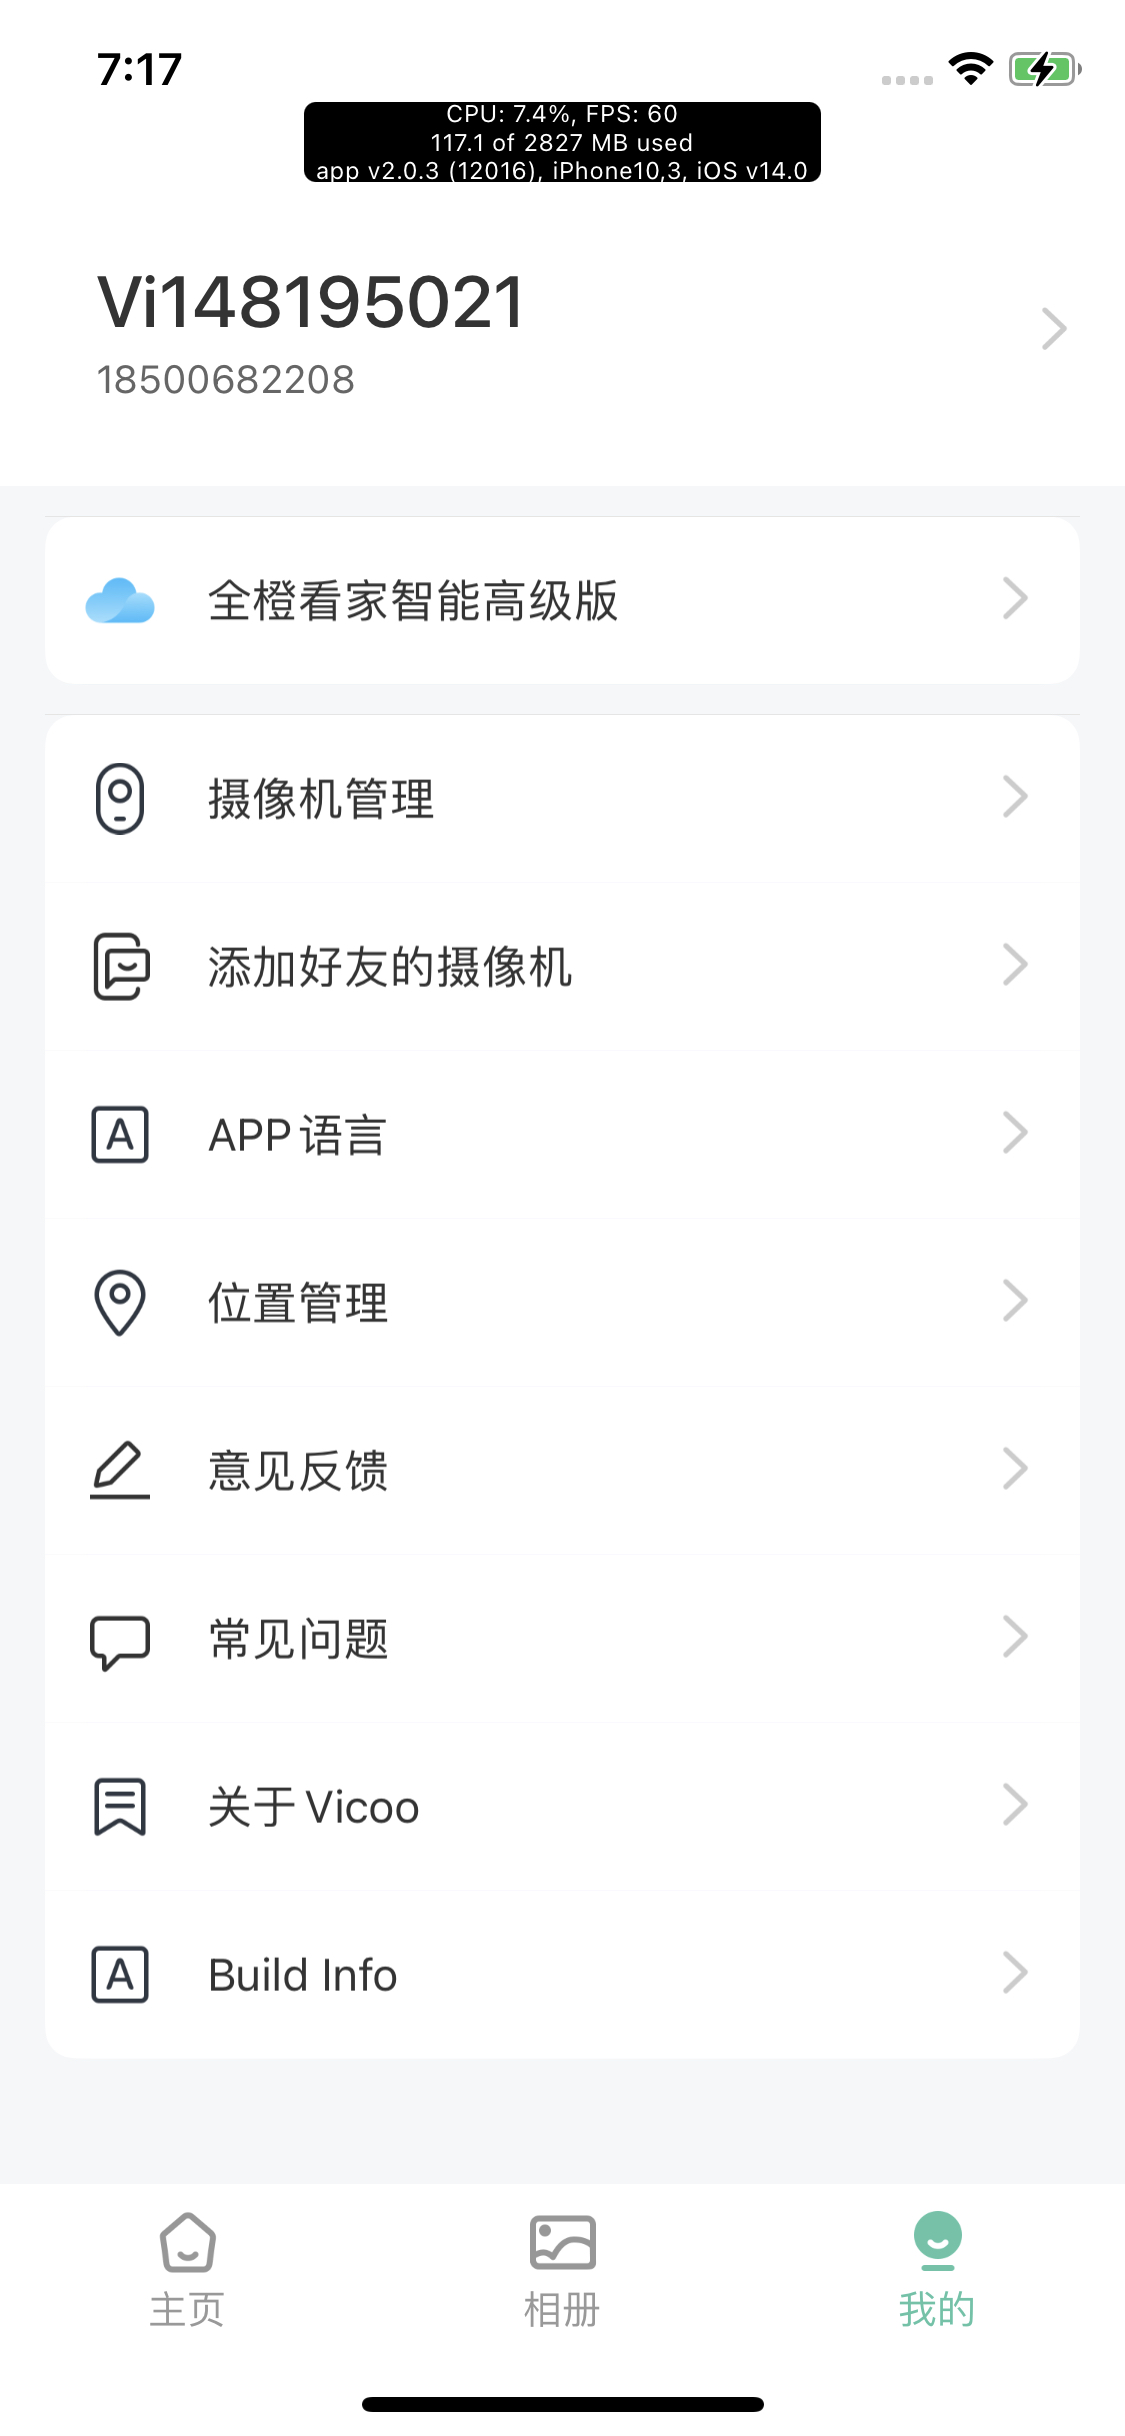 7:17
CPU: 7.4%, FPS: 60
117.1 of 2827 MB used
app v2.0.3 (12016), iPhone10,3, iOS v14.0
Vi148195021
18500682208
全橙看家智能高级版
摄像机管理
添加好友的摄像机
A APP 语言
位置管理
意见反馈
常见问题
关于 Vicoo
A Build Info
主页 相册 我的